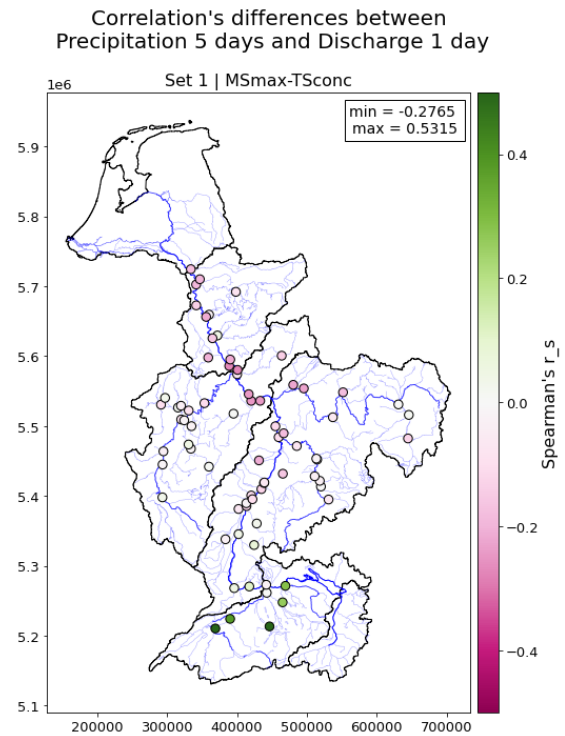 Correlation's differences between
Precipitation 5 days and Discharge 1 day
Set 1 | MSmax-TSconc
1e6
min = -0.2765
max = 0.5315
5.9
5.8
5.7
5.6
5.5
5.4
5.3
5.2
5.1
100000 200000 300000 400000 500000 600000 700000
0.4
0.2
0.0
−0.2
−0.4
Spearman's r_s